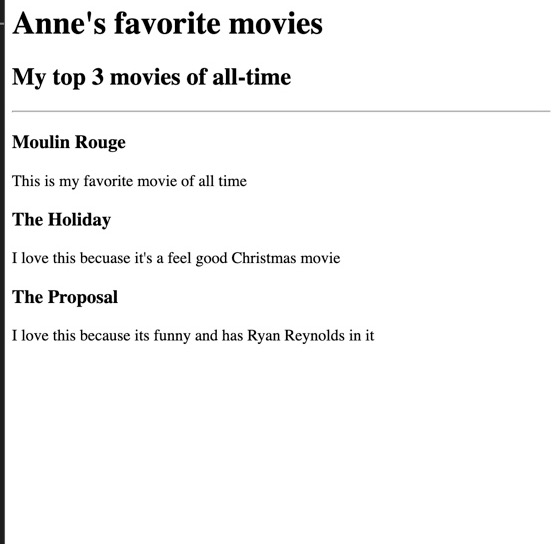 Anne's favorite movies
My top 3 movies of all-time
Moulin Rouge
This is my favorite movie of all time
The Holiday
I love this becuase it's a feel good Christmas movie
The Proposal
I love this because its funny and has Ryan Reynolds in it